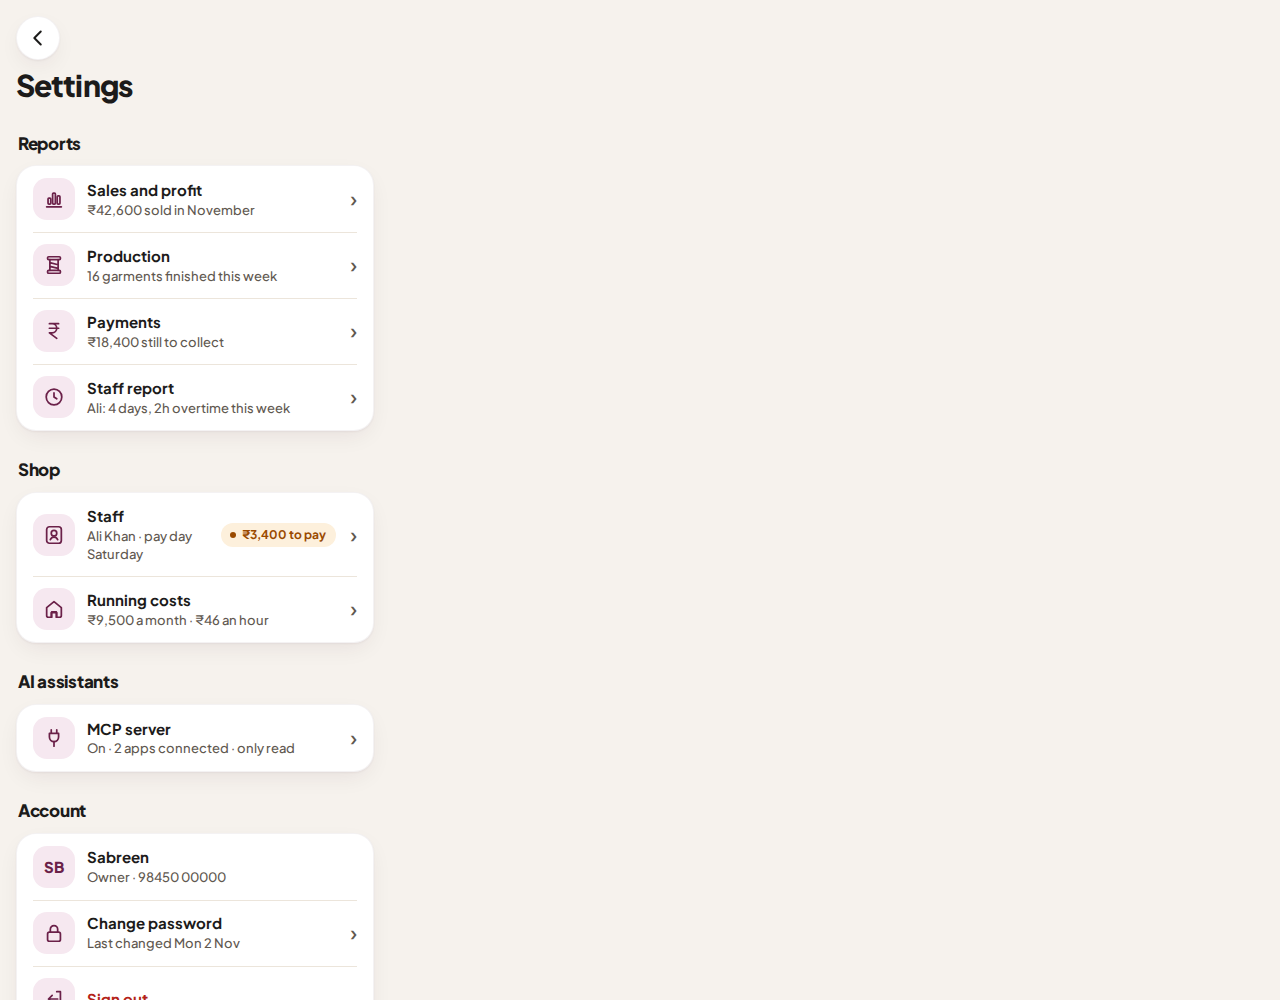 Settings
Reports
Sales and profit
₹42,600 sold in November
›
Production
16 garments finished this week
›
Payments
₹18,400 still to collect
›
Staff report
Ali: 4 days, 2h overtime this week
›
Shop
Staff
Ali Khan · pay day
Saturday
₹3,400 to pay
›
Running costs
₹9,500 a month · ₹46 an hour
›
AI assistants
MCP server
On · 2 apps connected · only read
›
Account
SB
Sabreen
Owner · 98450 00000
Change password
Last changed Mon 2 Nov
›
Sign out